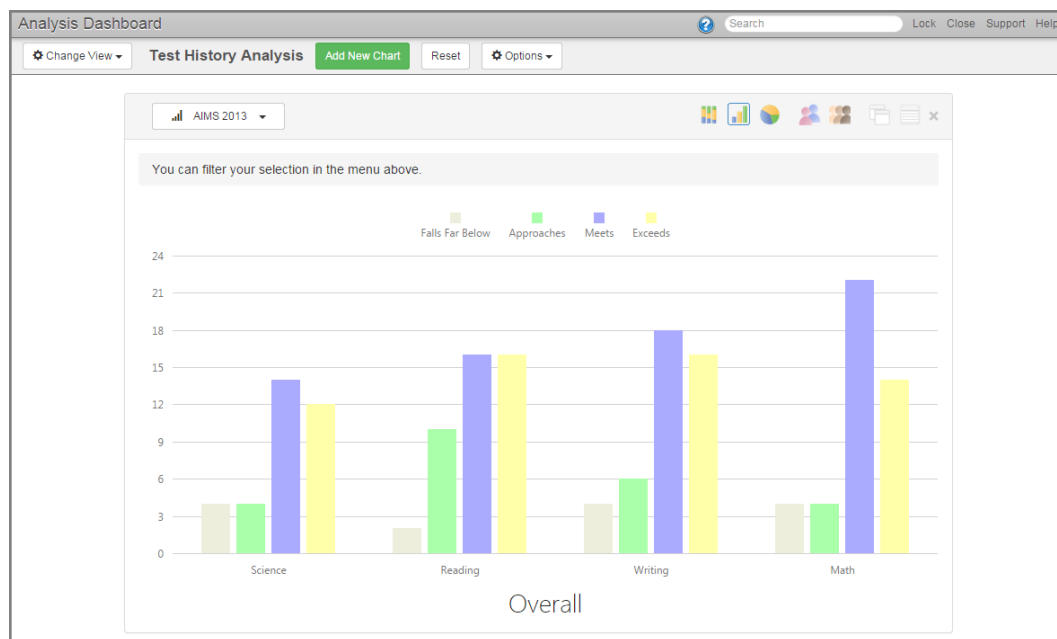 Analysis Dashboard
Search
Lock Close Support Help
Change View
Test History Analysis
Add New Chart
Reset
Options
AIMS 2013
You can filter your selection in the menu above.
Falls Far Below Approaches Meets Exceeds
24
21
18
15
12
9
6
3
0
Science Reading Writing Math
Overall